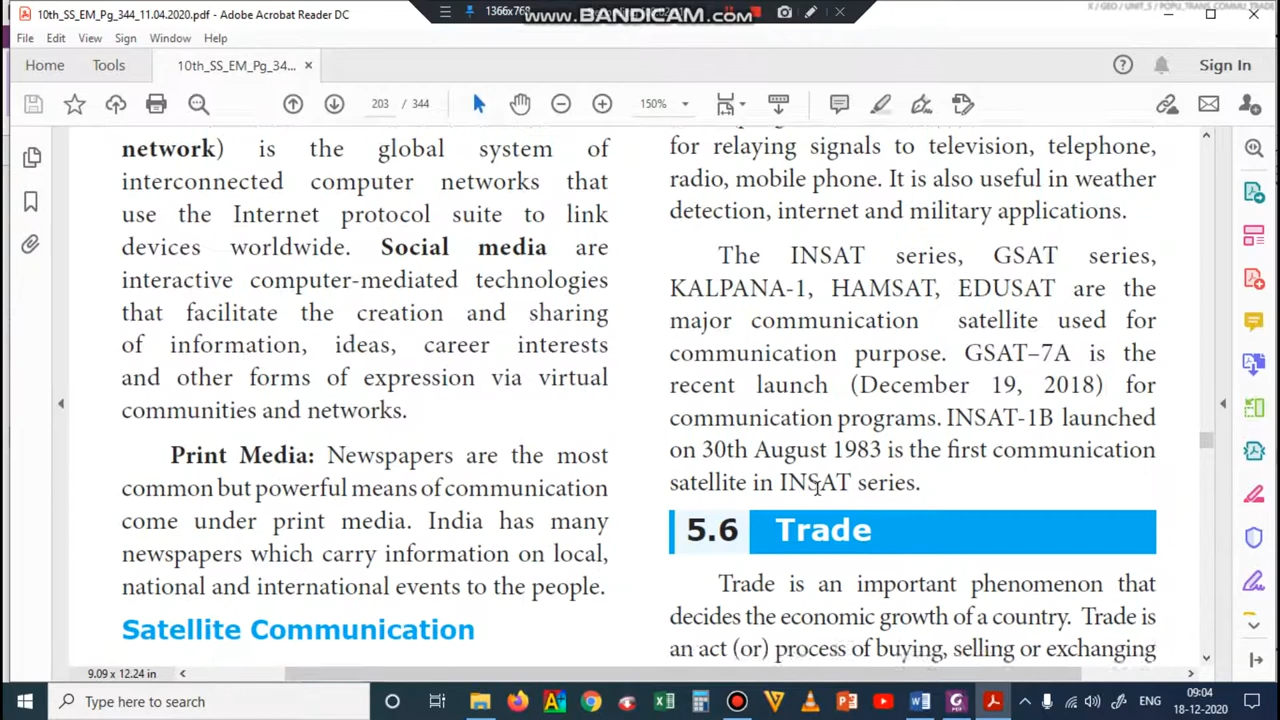 10th_SS_EM_Pg_344_11.04.2020.pdf - Adobe Acrobat Reader DC
1366x768
www.BANDICAM.com
X / GEO / UNIT_5 / POPU_TRANS_COMMU_TRADE
File Edit View Sign Window Help
Home Tools 10th_SS_EM_Pg_34... × Sign In
203 / 344 150%
network) is the global system of
interconnected computer networks that
use the Internet protocol suite to link
devices worldwide. Social media are
interactive computer-mediated technologies
that facilitate the creation and sharing
of information, ideas, career interests
and other forms of expression via virtual
communities and networks.
Print Media: Newspapers are the most
common but powerful means of communication
come under print media. India has many
newspapers which carry information on local,
national and international events to the people.
Satellite Communication
for relaying signals to television, telephone,
radio, mobile phone. It is also useful in weather
detection, internet and military applications.
The INSAT series, GSAT series,
KALPANA-1, HAMSAT, EDUSAT are the
major communication satellite used for
communication purpose. GSAT–7A is the
recent launch (December 19, 2018) for
communication programs. INSAT-1B launched
on 30th August 1983 is the first communication
satellite in INSAT series.
5.6 Trade
Trade is an important phenomenon that
decides the economic growth of a country. Trade is
an act (or) process of buying, selling or exchanging
9.09 x 12.24 in
Type here to search
ENG
09:04
18-12-2020